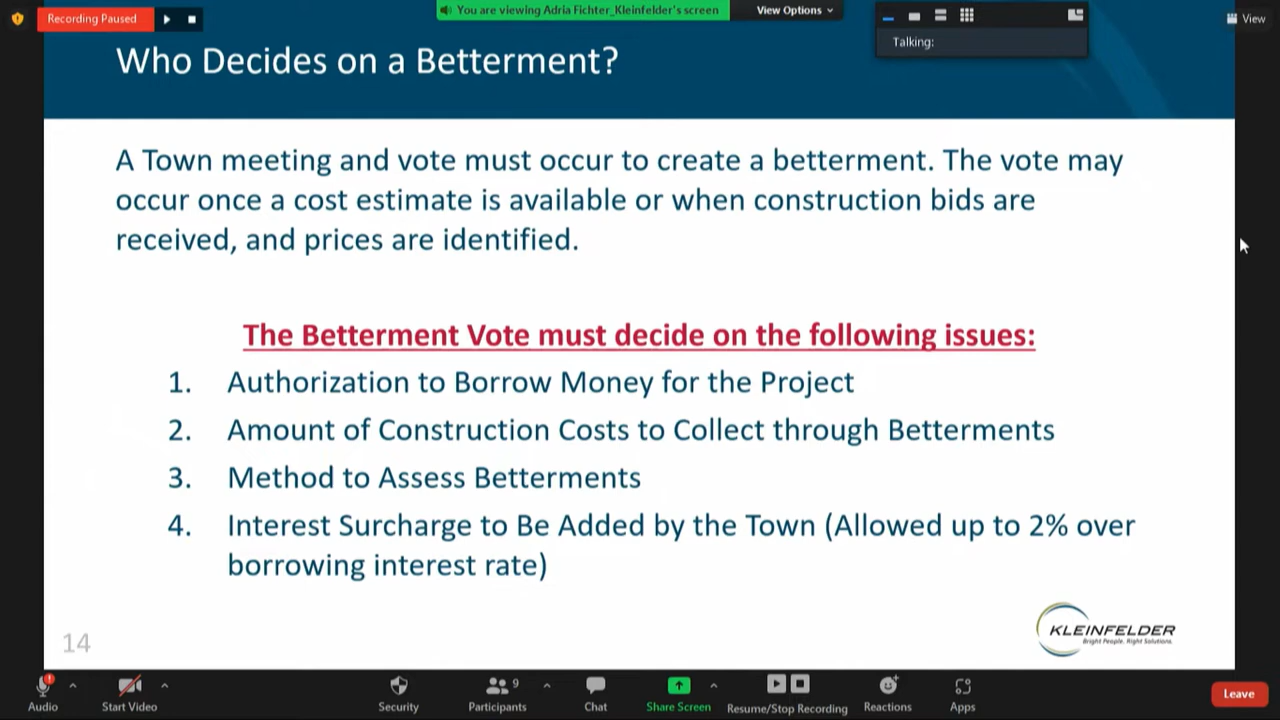 Recording Paused
You are viewing Adria Fichter_Kleinfelder's screen
View Options
View
Talking:
Who Decides on a Betterment?
A Town meeting and vote must occur to create a betterment. The vote may
occur once a cost estimate is available or when construction bids are
received, and prices are identified.
The Betterment Vote must decide on the following issues:
1. Authorization to Borrow Money for the Project
2. Amount of Construction Costs to Collect through Betterments
3. Method to Assess Betterments
4. Interest Surcharge to Be Added by the Town (Allowed up to 2% over
borrowing interest rate)
KLEINFELDER
Bright People. Right Solutions.
14
Audio
Start Video
Security
Participants
9
Chat
Share Screen
Resume/Stop Recording
Reactions
Apps
Leave